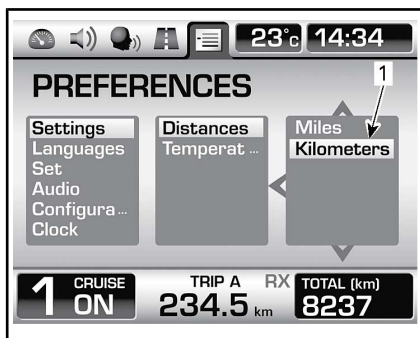 23°c 14:34
PREFERENCES
1
Settings
Languages
Set
Audio
Configura ...
Clock
Distances
Temperat ...
Miles
Kilometers
1 CRUISE ON
TRIP A
234.5 km
RX
TOTAL (km)
8237